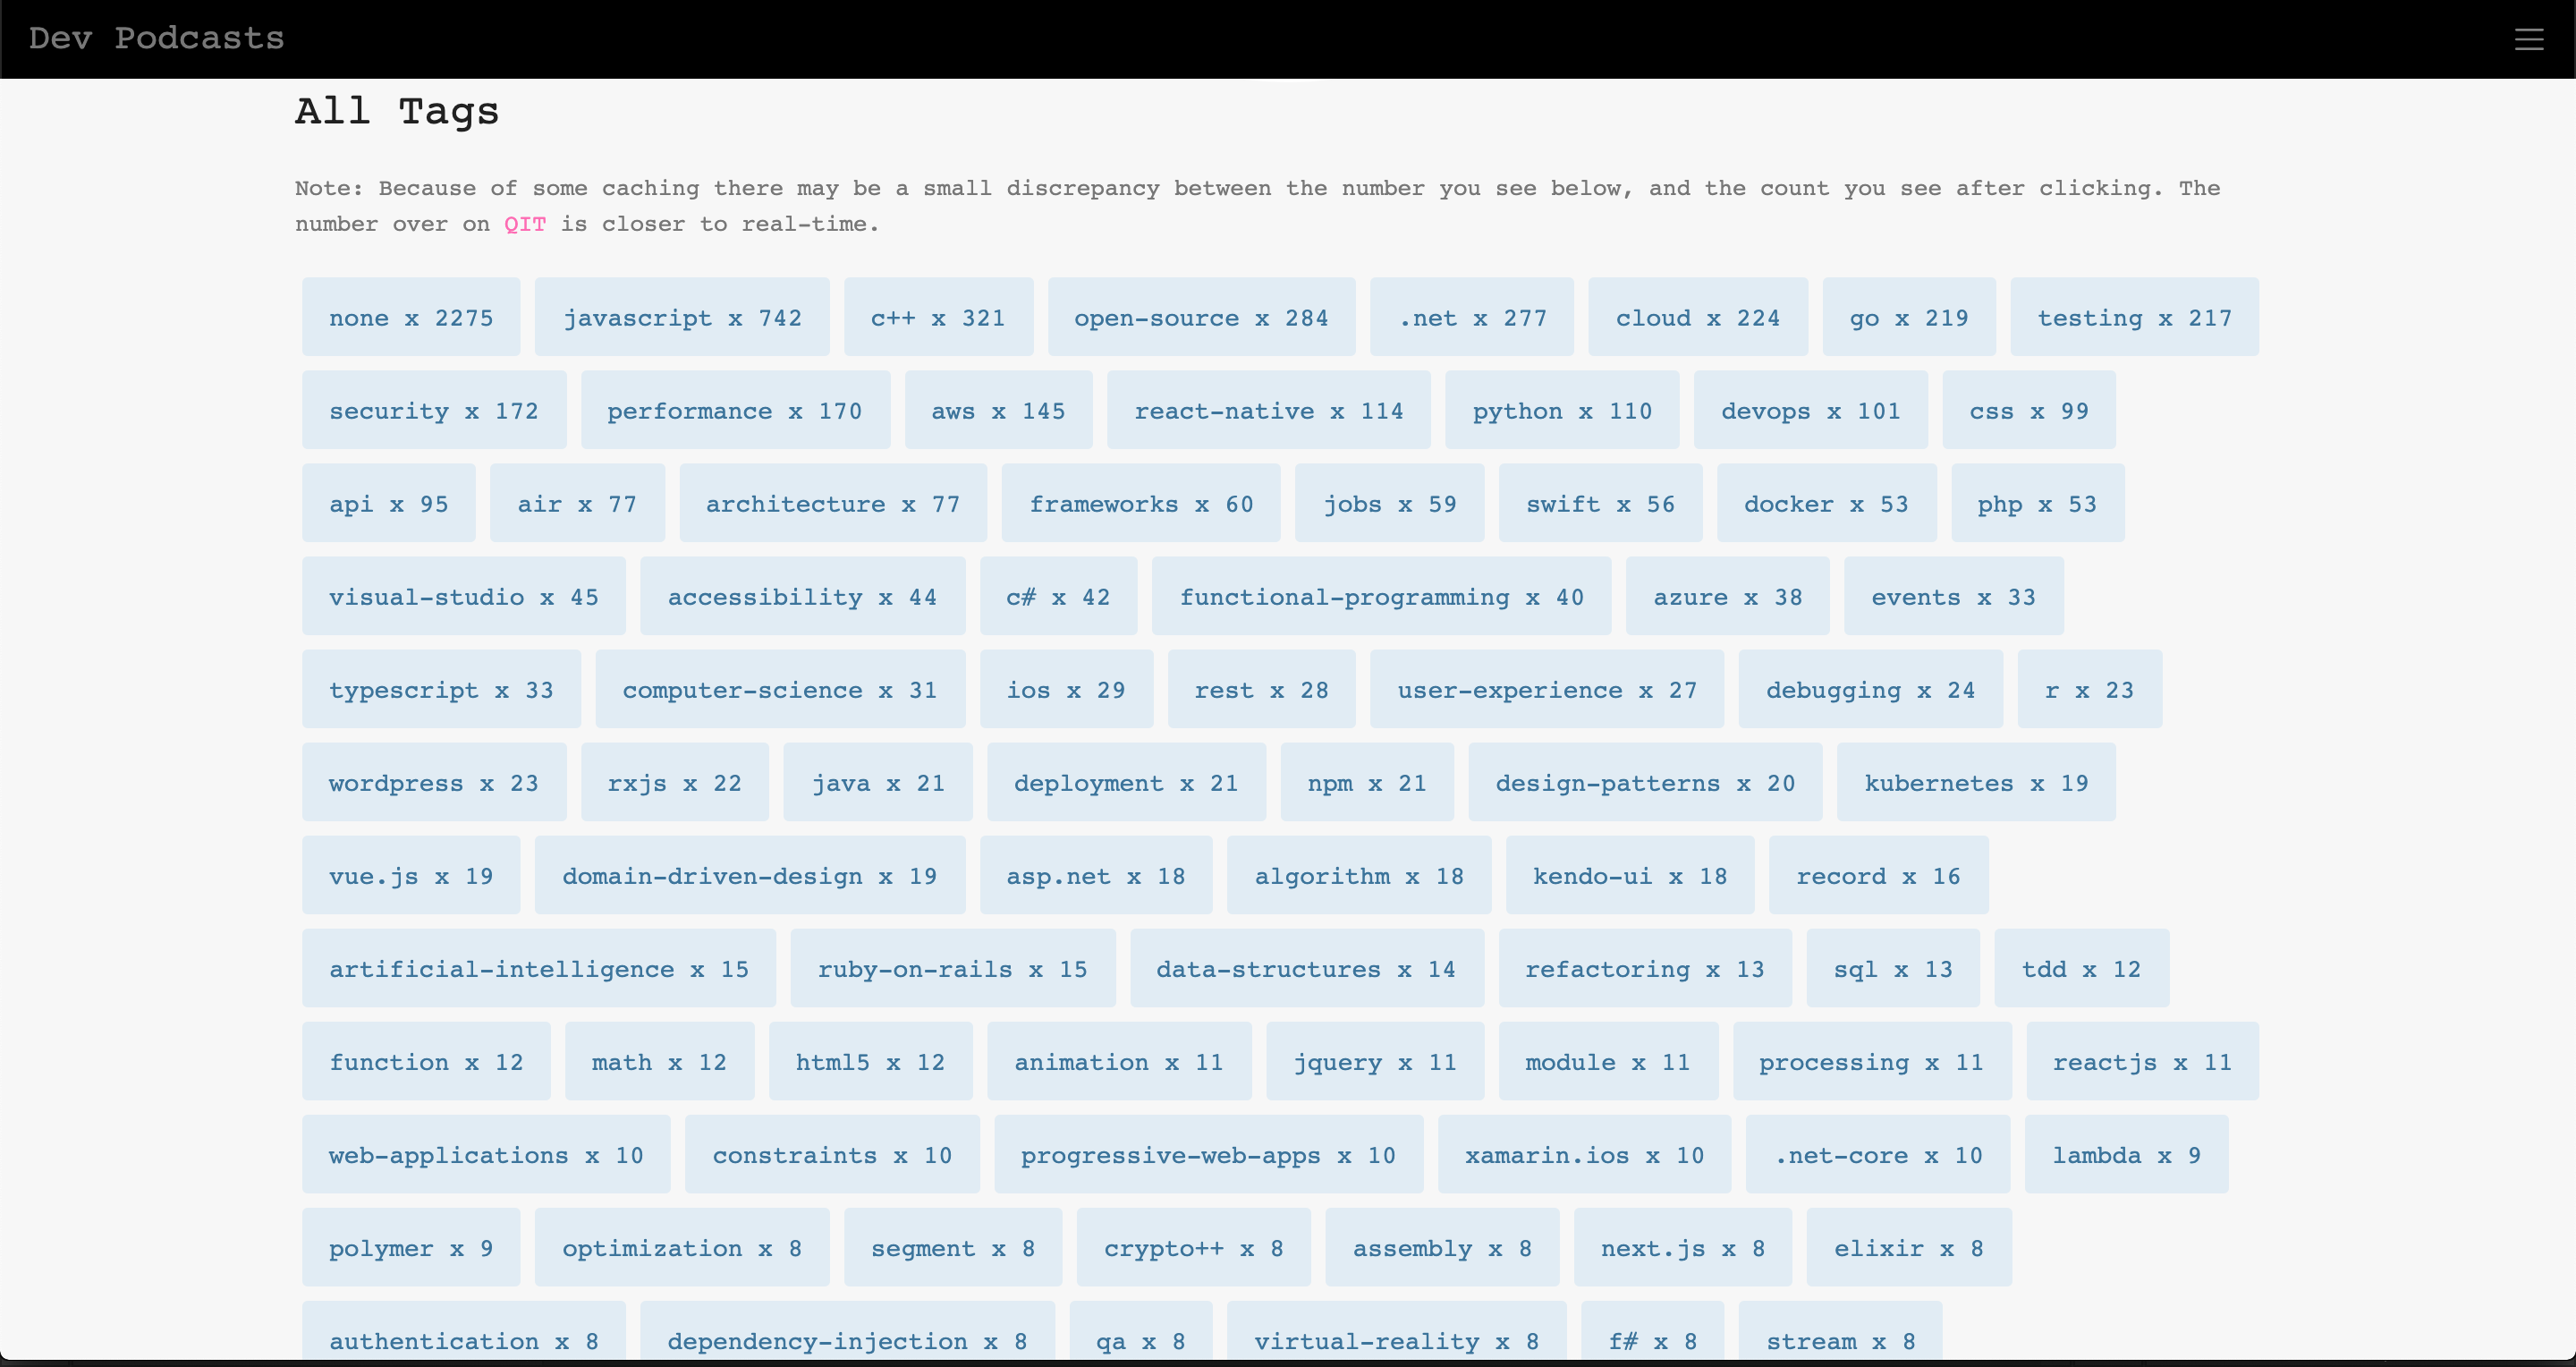 Dev Podcasts
All Tags
Note: Because of some caching there may be a small discrepancy between the number you see below, and the count you see after clicking. The
number over on QIT is closer to real-time.
none x 2275 javascript x 742 c++ x 321 open-source x 284 .net x 277 cloud x 224 go x 219 testing x 217
security x 172 performance x 170 aws x 145 react-native x 114 python x 110 devops x 101 css x 99
api x 95 air x 77 architecture x 77 frameworks x 60 jobs x 59 swift x 56 docker x 53 php x 53
visual-studio x 45 accessibility x 44 c# x 42 functional-programming x 40 azure x 38 events x 33
typescript x 33 computer-science x 31 ios x 29 rest x 28 user-experience x 27 debugging x 24 r x 23
wordpress x 23 rxjs x 22 java x 21 deployment x 21 npm x 21 design-patterns x 20 kubernetes x 19
vue.js x 19 domain-driven-design x 19 asp.net x 18 algorithm x 18 kendo-ui x 18 record x 16
artificial-intelligence x 15 ruby-on-rails x 15 data-structures x 14 refactoring x 13 sql x 13 tdd x 12
function x 12 math x 12 html5 x 12 animation x 11 jquery x 11 module x 11 processing x 11 reactjs x 11
web-applications x 10 constraints x 10 progressive-web-apps x 10 xamarin.ios x 10 .net-core x 10 lambda x 9
polymer x 9 optimization x 8 segment x 8 crypto++ x 8 assembly x 8 next.js x 8 elixir x 8
authentication x 8 dependency-injection x 8 qa x 8 virtual-reality x 8 f# x 8 stream x 8